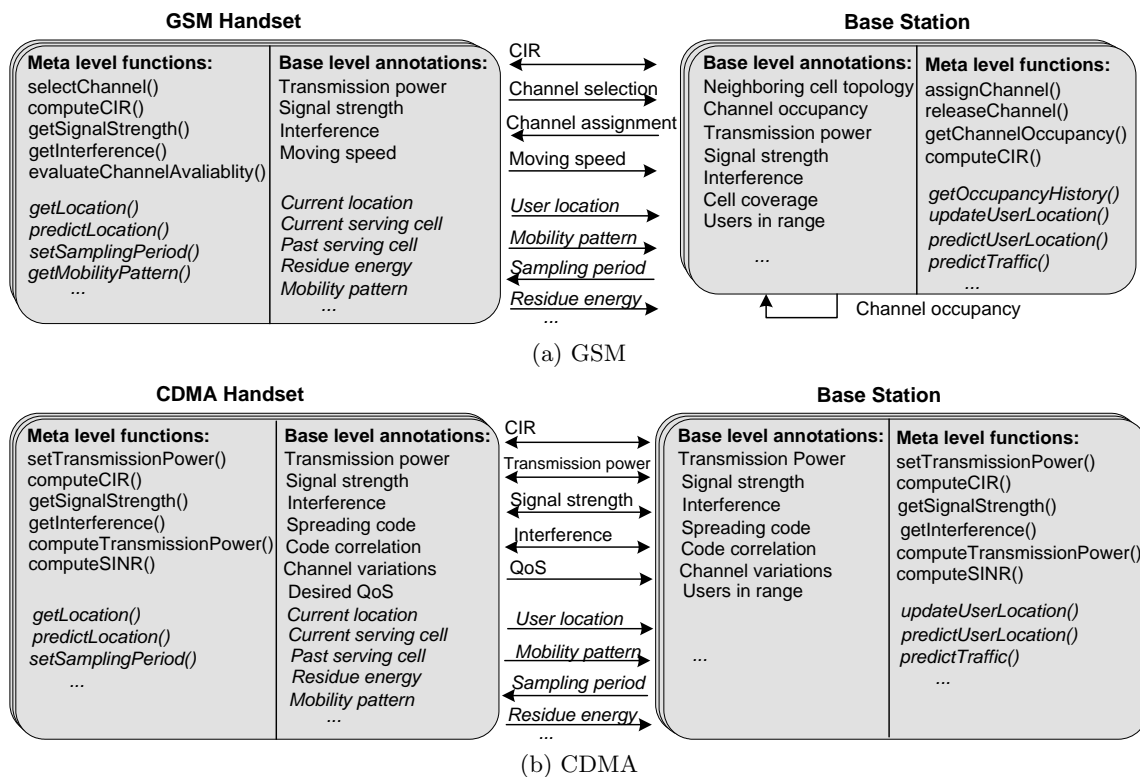 GSM Handset
Base Station
Meta level functions:
selectChannel()
computeCIR()
getSignalStrength()
getInterference()
evaluateChannelAvaliablity()
getLocation()
predictLocation()
setSamplingPeriod()
getMobilityPattern()
...
Base level annotations:
Transmission power
Signal strength
Interference
Moving speed
Current location
Current serving cell
Past serving cell
Residue energy
Mobility pattern
...
CIR
Channel selection
Channel assignment
Moving speed
User location
Mobility pattern
Sampling period
Residue energy
...
Base level annotations:
Neighboring cell topology
Channel occupancy
Transmission power
Signal strength
Interference
Cell coverage
Users in range
...
Meta level functions:
assignChannel()
releaseChannel()
getChannelOccupancy()
computeCIR()
getOccupancyHistory()
updateUserLocation()
predictUserLocation()
predictTraffic()
...
Channel occupancy
(a) GSM
CDMA Handset
Base Station
Meta level functions:
setTransmissionPower()
computeCIR()
getSignalStrength()
getInterference()
computeTransmissionPower()
computeSINR()
getLocation()
predictLocation()
setSamplingPeriod()
...
Base level annotations:
Transmission power
Signal strength
Interference
Spreading code
Code correlation
Channel variations
Desired QoS
Current location
Current serving cell
Past serving cell
Residue energy
Mobility pattern
...
CIR
Transmission power
Signal strength
Interference
QoS
User location
Mobility pattern
Sampling period
Residue energy
...
Base level annotations:
Transmission Power
Signal strength
Interference
Spreading code
Code correlation
Channel variations
Users in range
...
Meta level functions:
setTransmissionPower()
computeCIR()
getSignalStrength()
getInterference()
computeTransmissionPower()
computeSINR()
updateUserLocation()
predictUserLocation()
predictTraffic()
...
(b) CDMA